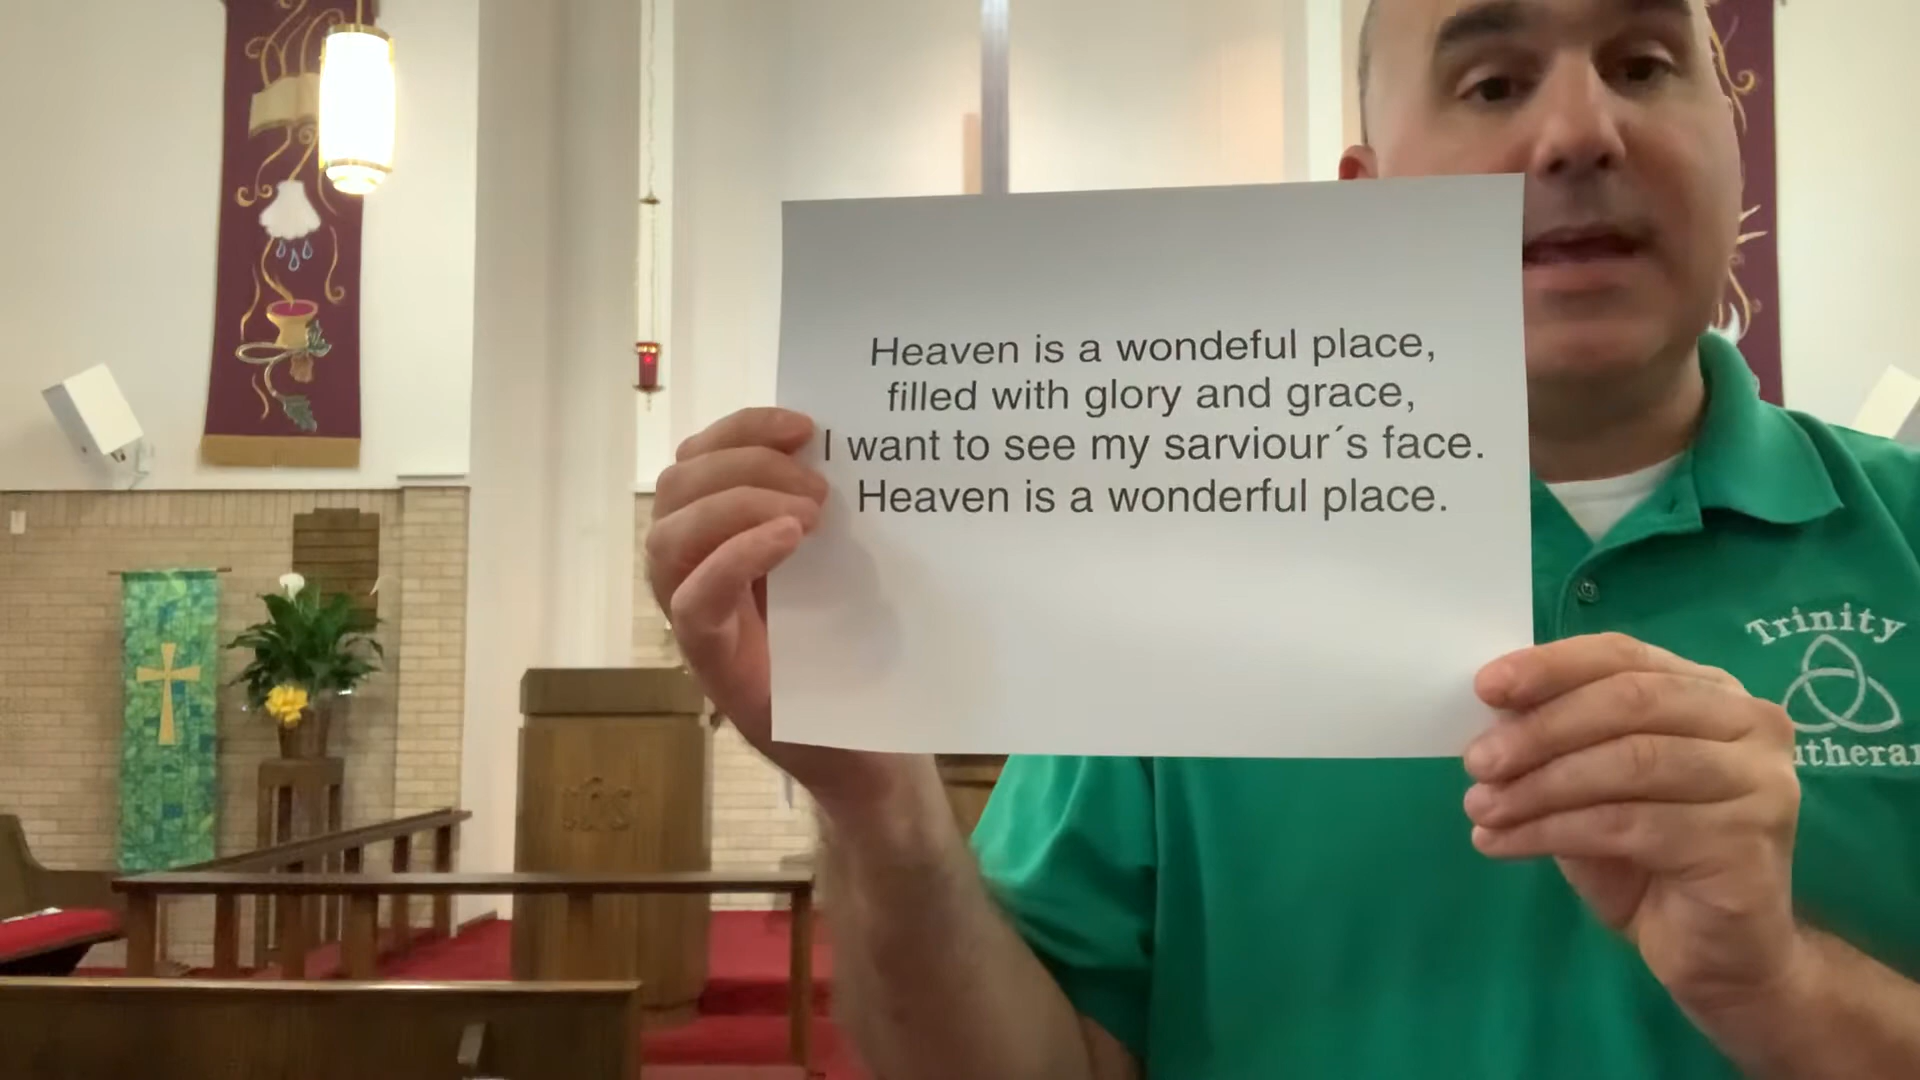 Heaven is a wondeful place,
filled with glory and grace,
I want to see my sarviour´s face.
Heaven is a wonderful place.
Trinity
utheran
ihs